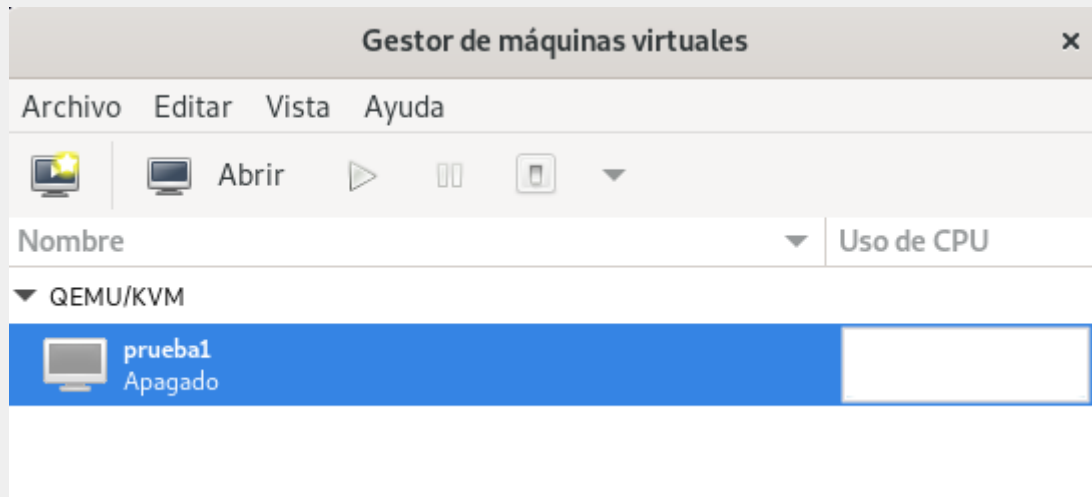 Gestor de máquinas virtuales
Archivo Editar Vista Ayuda
Abrir
Nombre Uso de CPU
QEMU/KVM
prueba1
Apagado